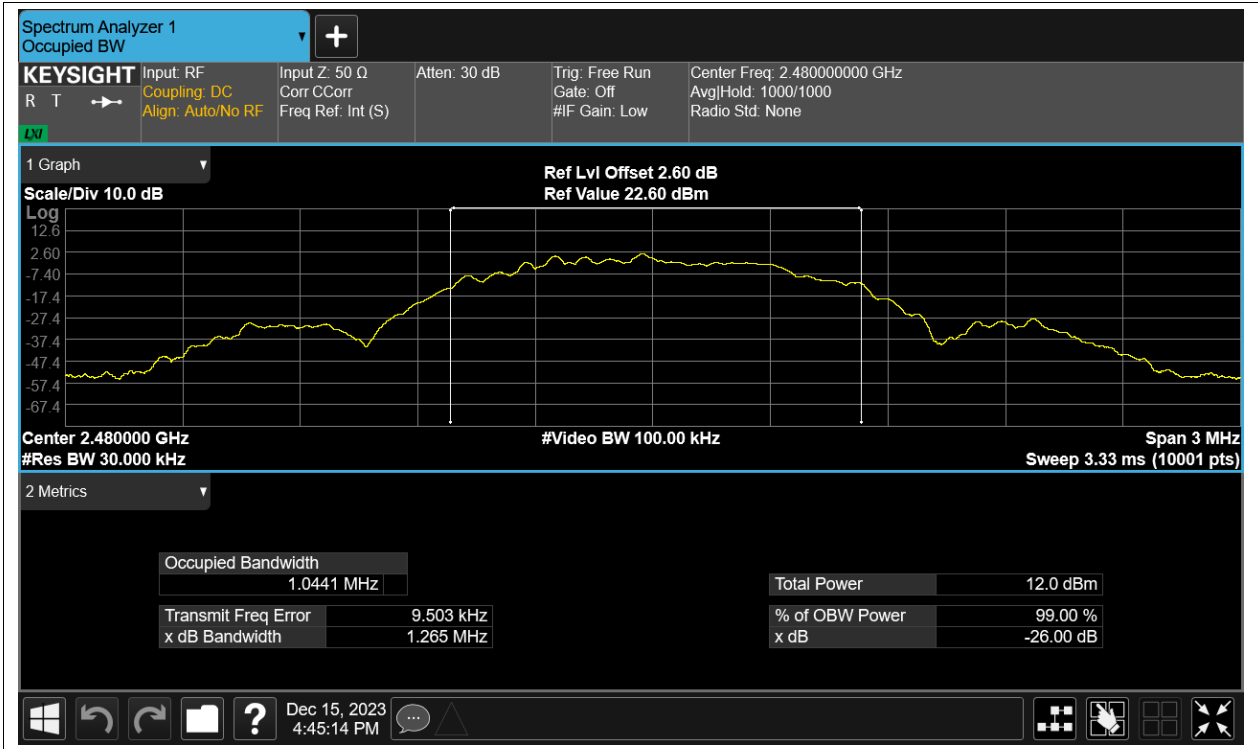 Spectrum Analyzer 1
Occupied BW
▼
+
KEYSIGHT
R T
LXI
Input: RF
Coupling: DC
Align: Auto/No RF
Input Z: 50 Ω
Corr CCorr
Freq Ref: Int (S)
Atten: 30 dB
Trig: Free Run
Gate: Off
#IF Gain: Low
Center Freq: 2.480000000 GHz
Avg|Hold: 1000/1000
Radio Std: None
1 Graph ▼
Scale/Div 10.0 dB
Ref Lvl Offset 2.60 dB
Ref Value 22.60 dBm
Log
12.6
2.60
-7.40
-17.4
-27.4
-37.4
-47.4
-57.4
-67.4
Center 2.480000 GHz
#Res BW 30.000 kHz
#Video BW 100.00 kHz
Span 3 MHz
Sweep 3.33 ms (10001 pts)
2 Metrics ▼
Occupied Bandwidth
1.0441 MHz
Transmit Freq Error 9.503 kHz
x dB Bandwidth 1.265 MHz
Total Power 12.0 dBm
% of OBW Power 99.00 %
x dB -26.00 dB
?
Dec 15, 2023
4:45:14 PM